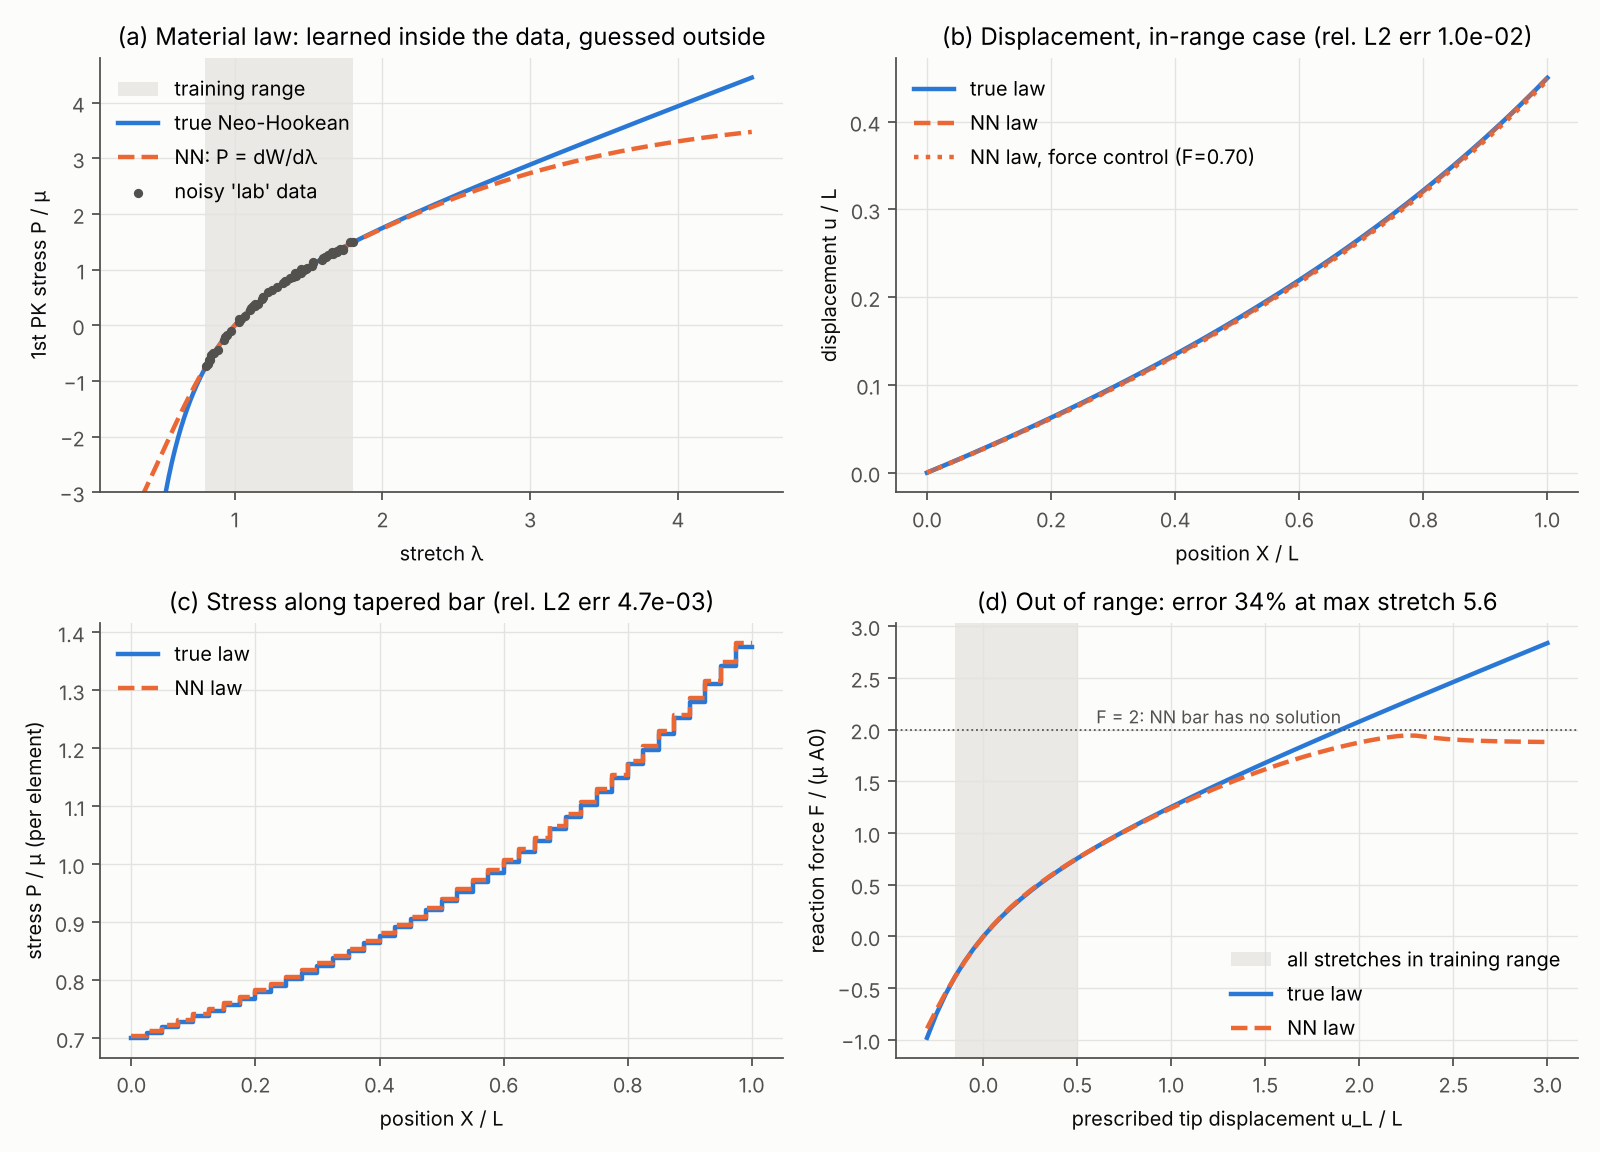 (a) Material law: learned inside the data, guessed outside
training range
true Neo-Hookean
NN: P = dW/dλ
noisy 'lab' data
4
3
2
1
0
−1
−2
−3
1st PK stress P / μ
1
2
3
4
stretch λ
(b) Displacement, in-range case (rel. L2 err 1.0e-02)
true law
NN law
NN law, force control (F=0.70)
0.4
0.3
0.2
0.1
0.0
displacement u / L
0.0
0.2
0.4
0.6
0.8
1.0
position X / L
(c) Stress along tapered bar (rel. L2 err 4.7e-03)
true law
NN law
1.4
1.3
1.2
1.1
1.0
0.9
0.8
0.7
stress P / μ (per element)
0.0
0.2
0.4
0.6
0.8
1.0
position X / L
(d) Out of range: error 34% at max stretch 5.6
F = 2: NN bar has no solution
3.0
2.5
2.0
1.5
1.0
0.5
0.0
−0.5
−1.0
reaction force F / (μ A0)
all stretches in training range
true law
NN law
0.0
0.5
1.0
1.5
2.0
2.5
3.0
prescribed tip displacement u_L / L